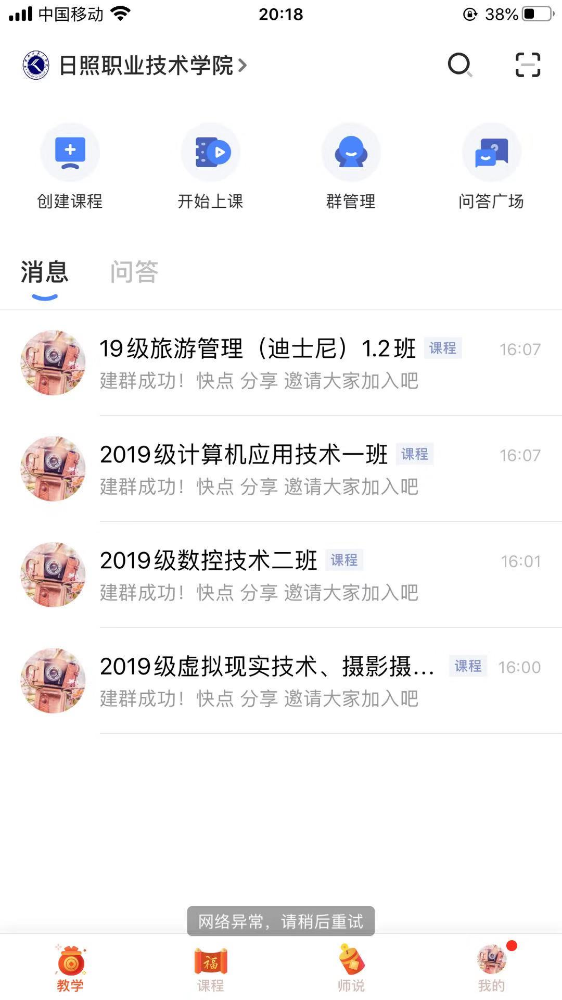 中国移动 20:18 38%
日照职业技术学院
创建课程 开始上课 群管理 问答广场
消息 问答
19级旅游管理（迪士尼）1.2班 课程 16:07
建群成功！快点 分享 邀请大家加入吧
2019级计算机应用技术一班 课程 16:07
建群成功！快点 分享 邀请大家加入吧
2019级数控技术二班 课程 16:01
建群成功！快点 分享 邀请大家加入吧
2019级虚拟现实技术、摄影摄... 课程 16:00
建群成功！快点 分享 邀请大家加入吧
网络异常，请稍后重试
福
教学 课程 师说 我的